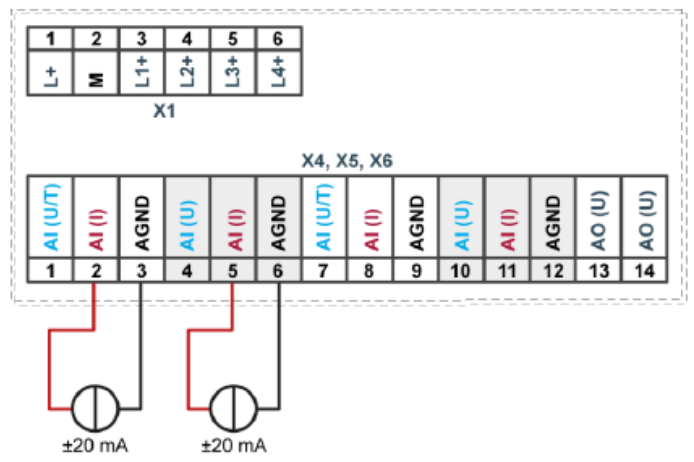 1 2 3 4 5 6
L+ M L1+ L2+ L3+ L4+
X1
X4, X5, X6
AI (U/T) AI (I) AGND AI (U) AI (I) AGND AI (U/T) AI (I) AGND AI (U) AI (I) AGND AO (U) AO (U)
1 2 3 4 5 6 7 8 9 10 11 12 13 14
±20 mA ±20 mA